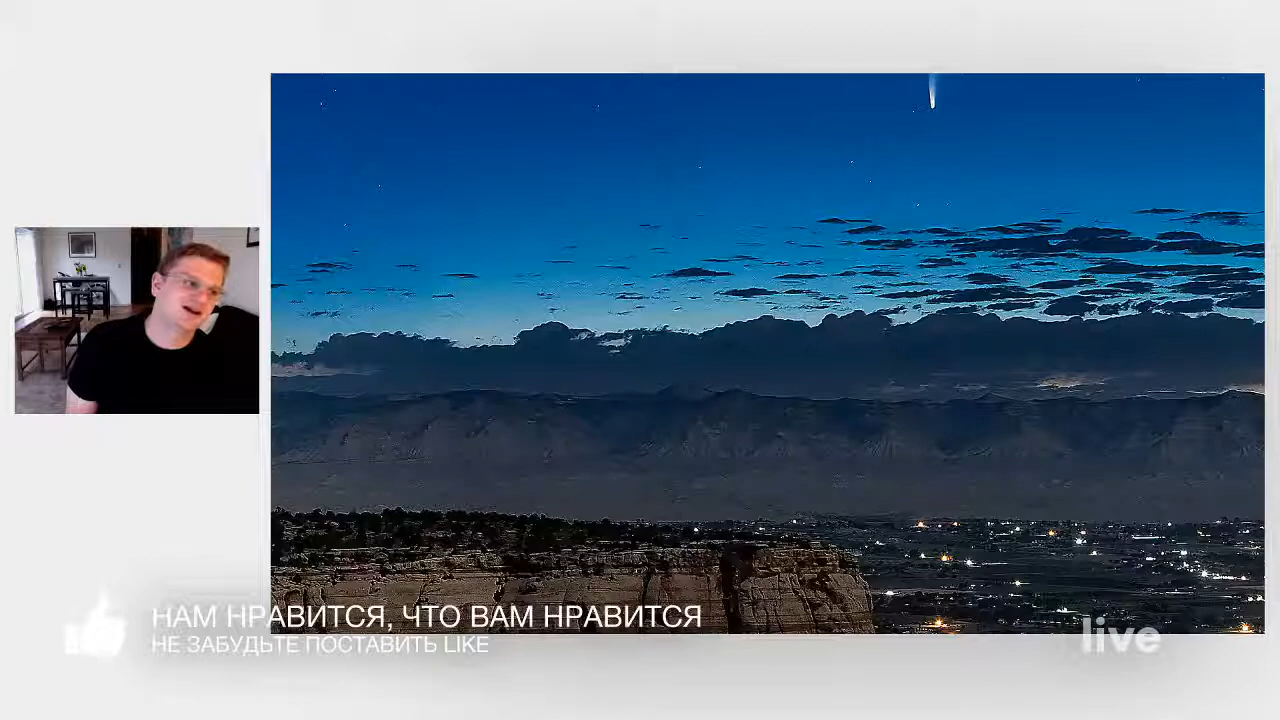 НАМ НРАВИТСЯ, ЧТО ВАМ НРАВИТСЯ
НЕ ЗАБУДЬТЕ ПОСТАВИТЬ LIKE
live